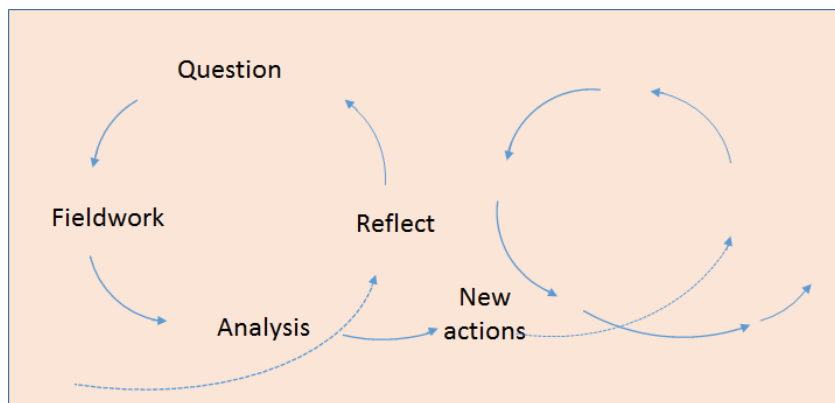 Question
Fieldwork
Reflect
Analysis
New
actions